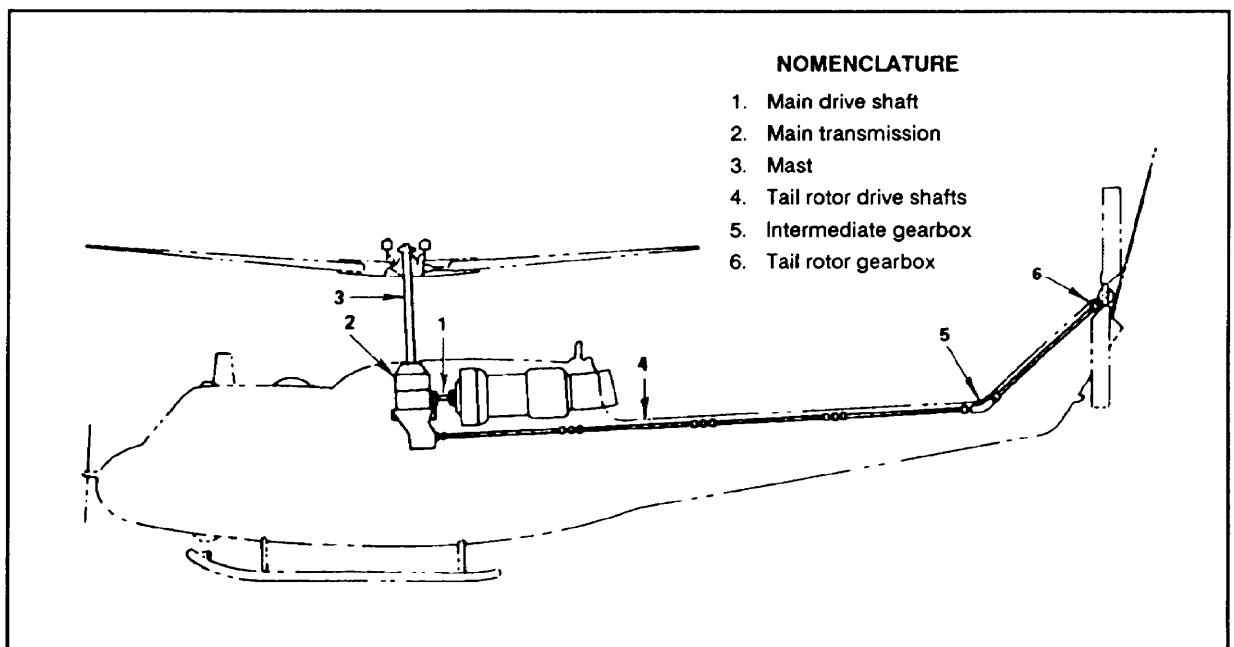 NOMENCLATURE
1. Main drive shaft
2. Main transmission
3. Mast
4. Tail rotor drive shafts
5. Intermediate gearbox
6. Tail rotor gearbox
6
3
2
1
5
4